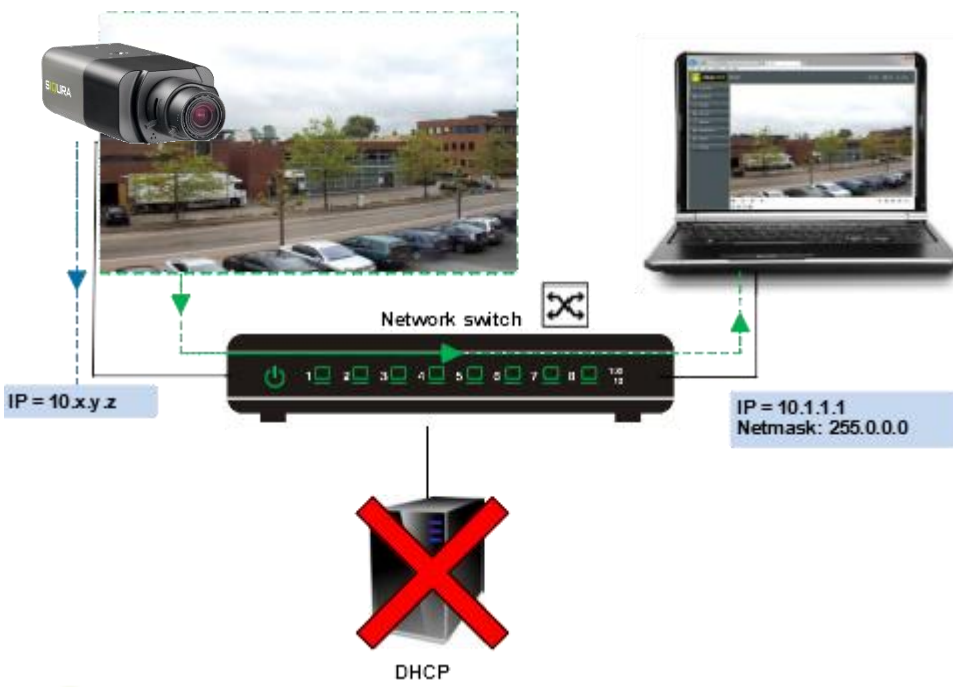 SIQURA
Network switch
1 2 3 4 5 6 7 8
IP = 10.x.y.z
IP = 10.1.1.1
Netmask: 255.0.0.0
DHCP